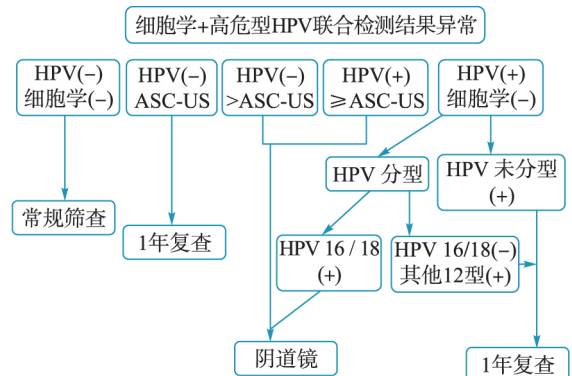 细胞学+高危型HPV联合检测结果异常
HPV(−)
细胞学(−)
HPV(−)
ASC-US
HPV(−)
>ASC-US
HPV(+)
≥ASC-US
HPV(+)
细胞学(−)
HPV 分型
HPV 未分型
(+)
常规筛查
1年复查
HPV 16 / 18
(+)
HPV 16/18(−)
其他12型(+)
阴道镜
1年复查